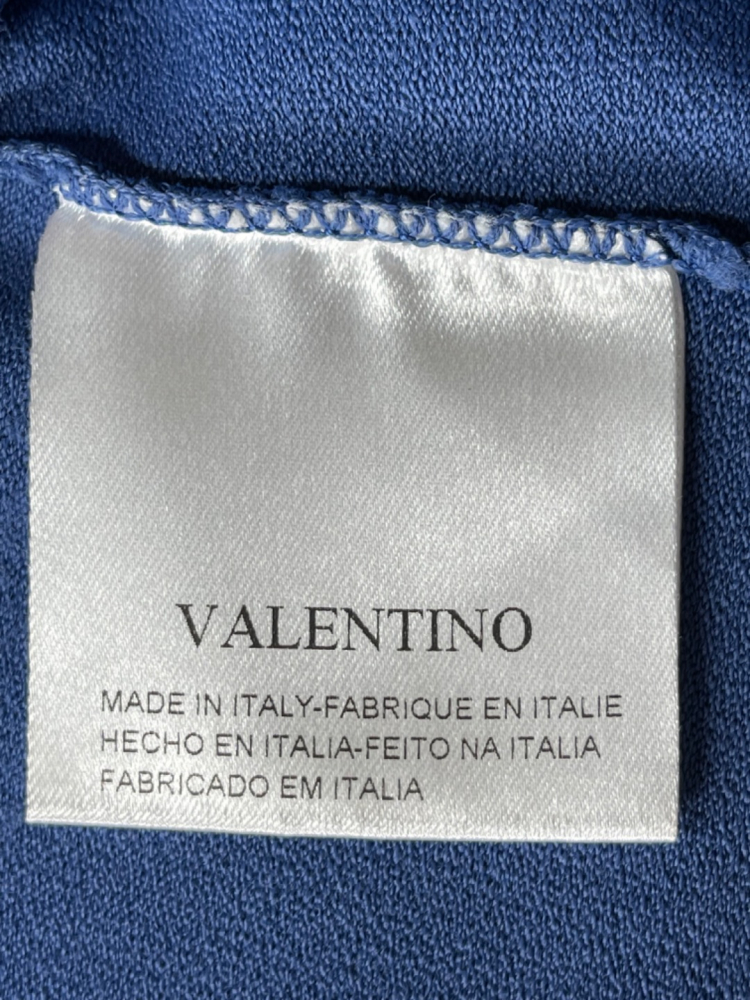 VALENTINO
MADE IN ITALY-FABRIQUE EN ITALIE
HECHO EN ITALIA-FEITO NA ITALIA
FABRICADO EM ITALIA